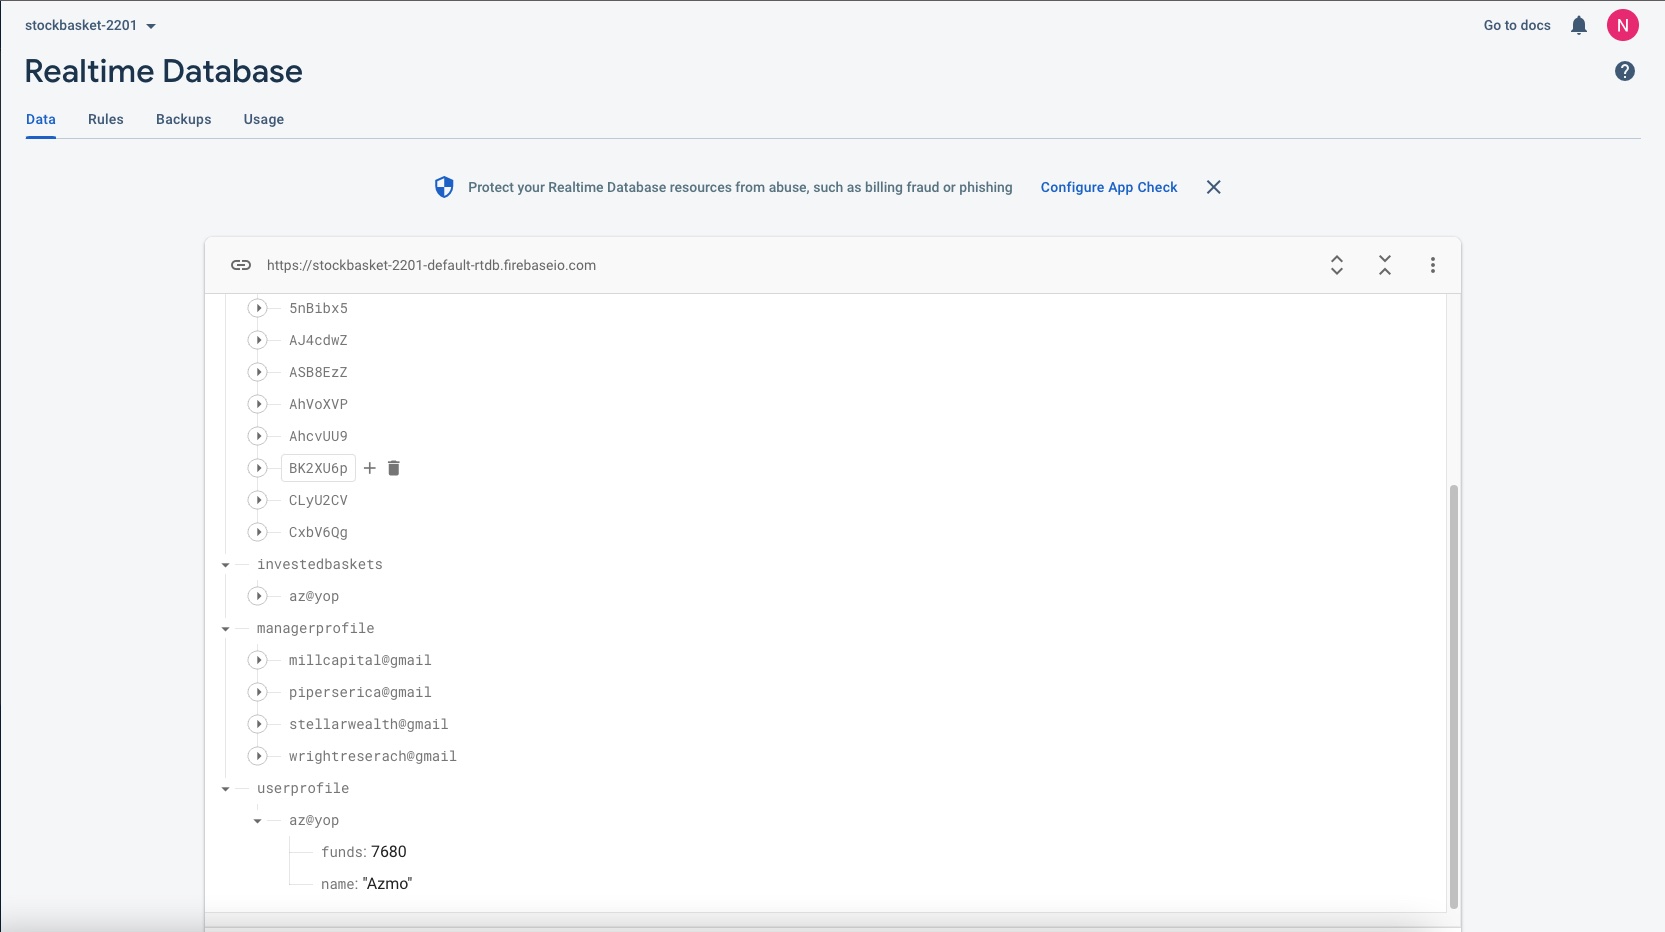 stockbasket-2201
Go to docs
N
Realtime Database
?
Data Rules Backups Usage
Protect your Realtime Database resources from abuse, such as billing fraud or phishing Configure App Check
https://stockbasket-2201-default-rtdb.firebaseio.com
5nBibx5
AJ4cdwZ
ASB8EzZ
AhVoXVP
AhcvUU9
BK2XU6p
CLyU2CV
CxbV6Qg
investedbaskets
az@yop
managerprofile
millcapital@gmail
piperserica@gmail
stellarwealth@gmail
wrightreserach@gmail
userprofile
az@yop
funds: 7680
name: "Azmo"